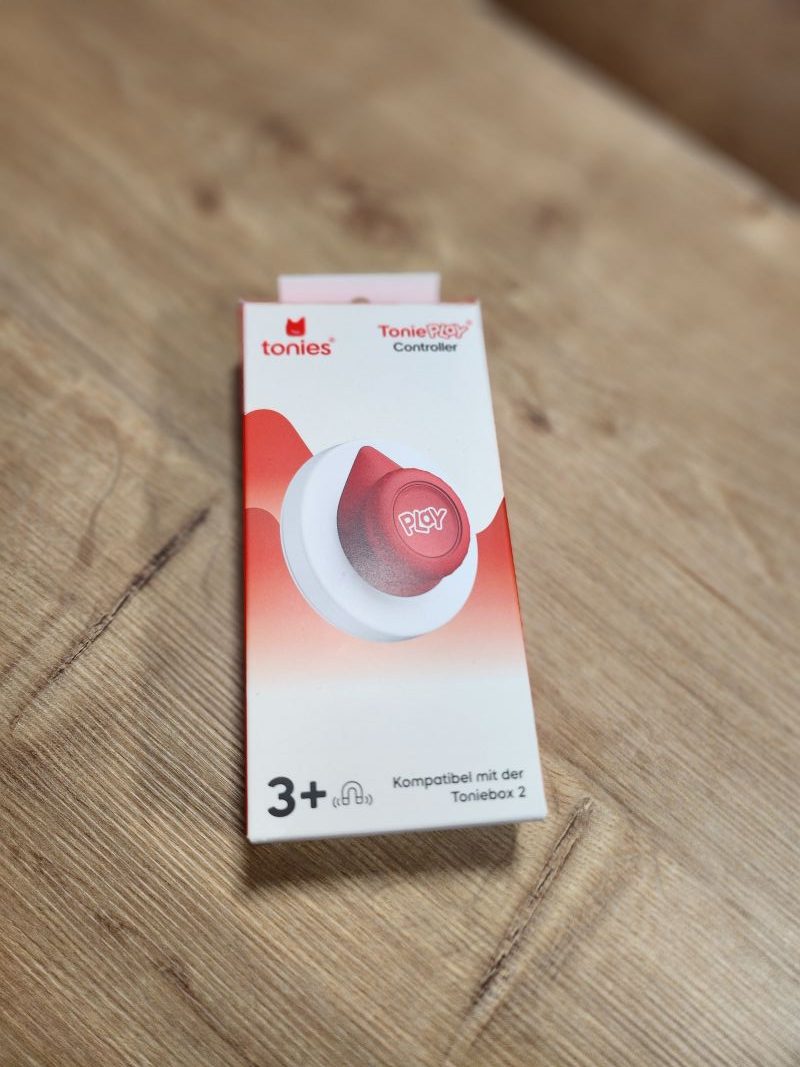 tonies®
ToniePLAY®
Controller
PLAY
3+
Kompatibel mit der
Toniebox 2